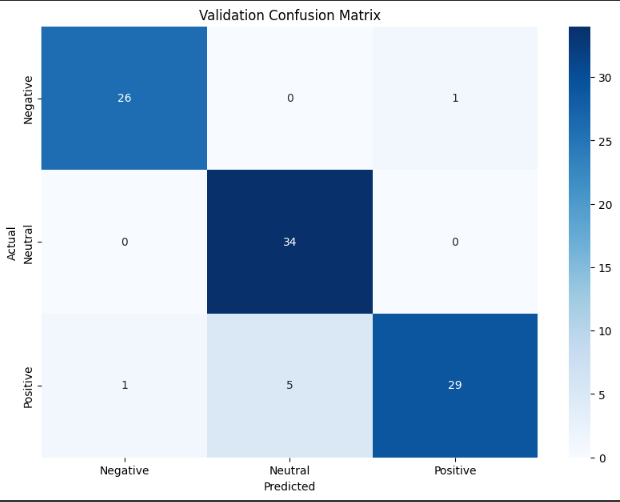 Validation Confusion Matrix
Negative
26
0
1
Actual
Neutral
0
34
0
Positive
1
5
29
Negative
Neutral
Positive
Predicted
30
25
20
15
10
5
0